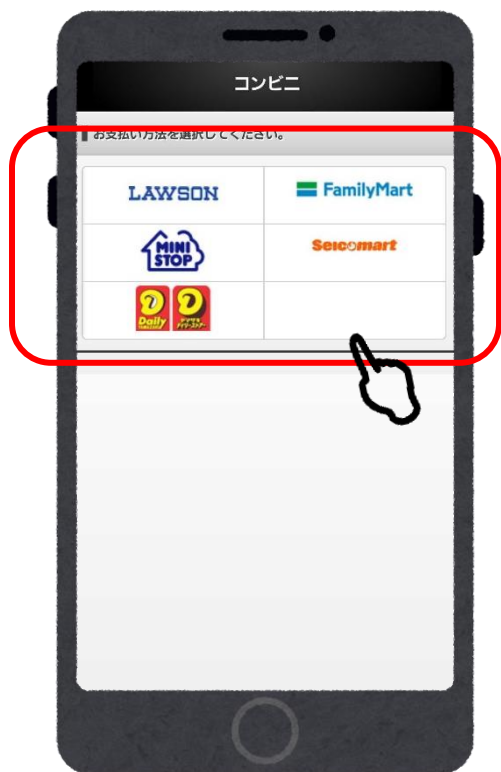 コンビニ
お支払い方法を選択してください。
LAWSON
FamilyMart
MINI
STOP
Seicomart
Daily